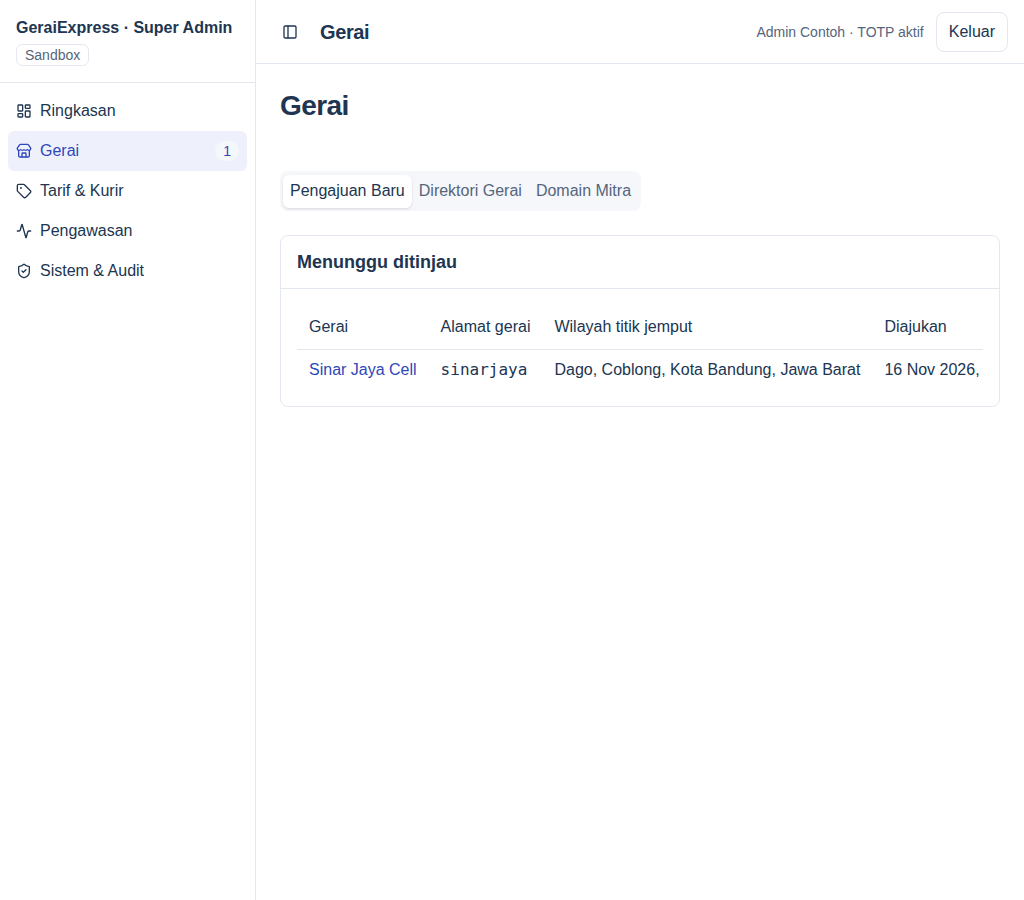 GeraiExpress · Super Admin
Sandbox
Ringkasan
Gerai 1
Tarif & Kurir
Pengawasan
Sistem & Audit
Gerai
Admin Contoh · TOTP aktif
Keluar
Gerai
Pengajuan Baru Direktori Gerai Domain Mitra
Menunggu ditinjau
Gerai Alamat gerai Wilayah titik jemput Diajukan
Sinar Jaya Cell sinarjaya Dago, Coblong, Kota Bandung, Jawa Barat 16 Nov 2026,